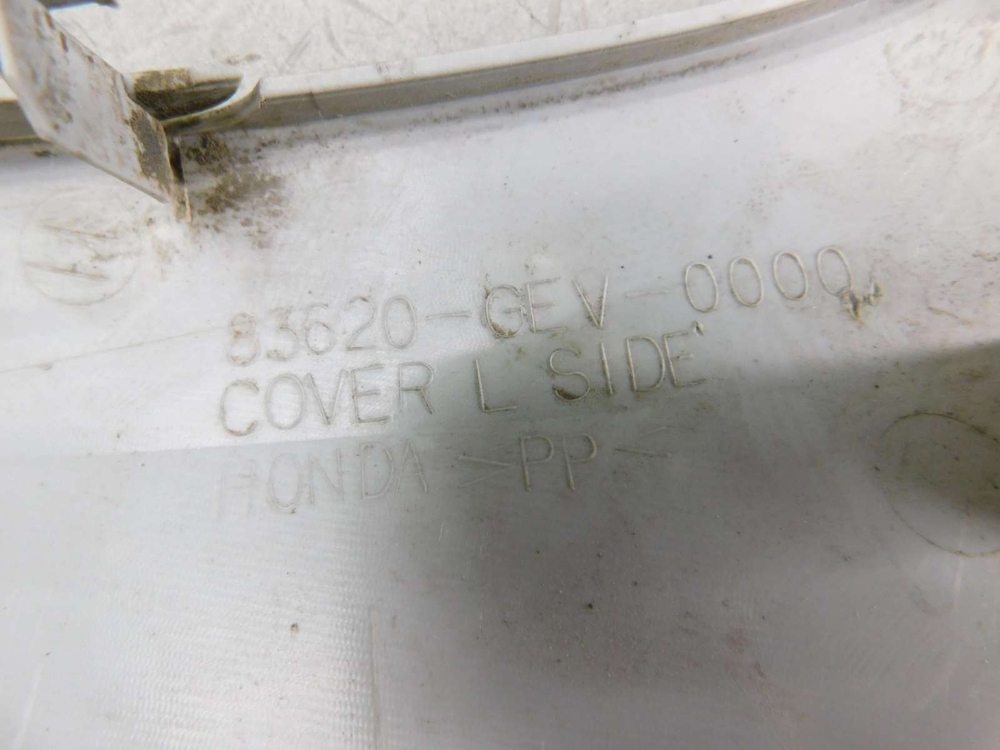 83620-GEV-0000
COVER L SIDE
HONDA >PP<